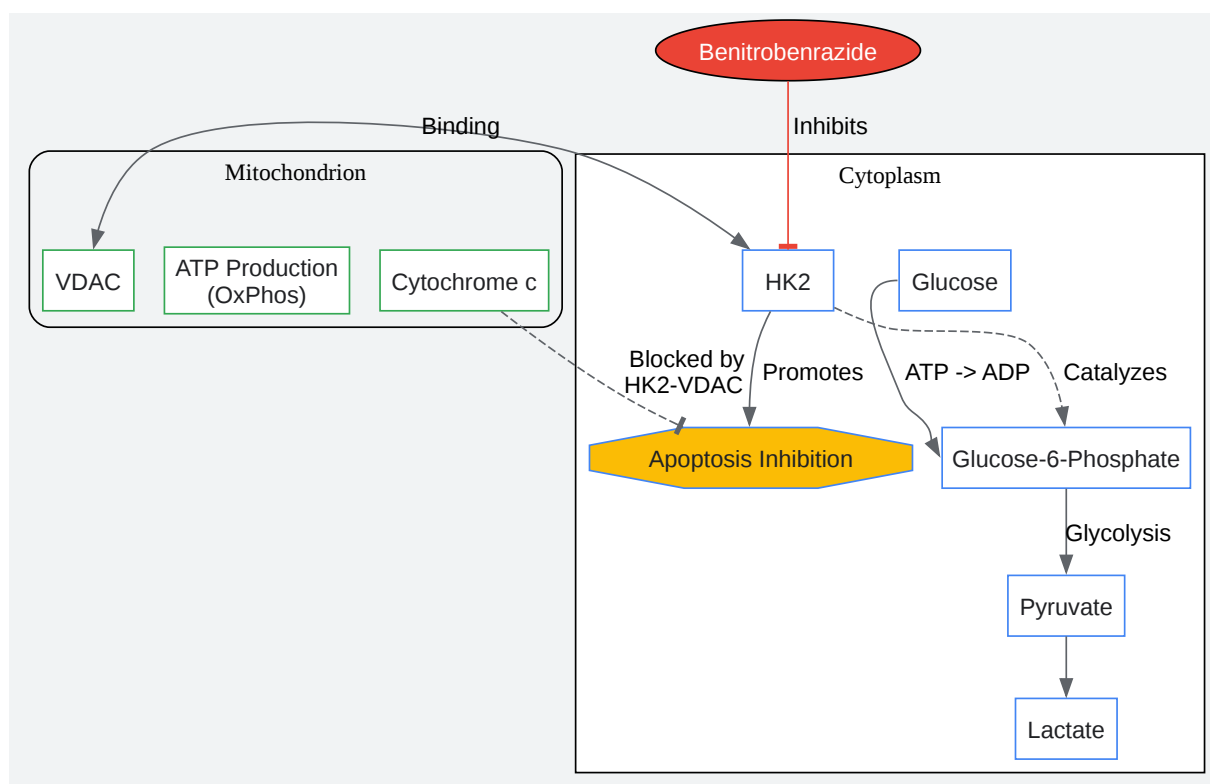 Benitrobenrazide
Binding
Inhibits
Mitochondrion
Cytoplasm
VDAC
ATP Production
(OxPhos)
Cytochrome c
HK2
Glucose
Blocked by
HK2-VDAC
Promotes
ATP -> ADP
Catalyzes
Apoptosis Inhibition
Glucose-6-Phosphate
Glycolysis
Pyruvate
Lactate